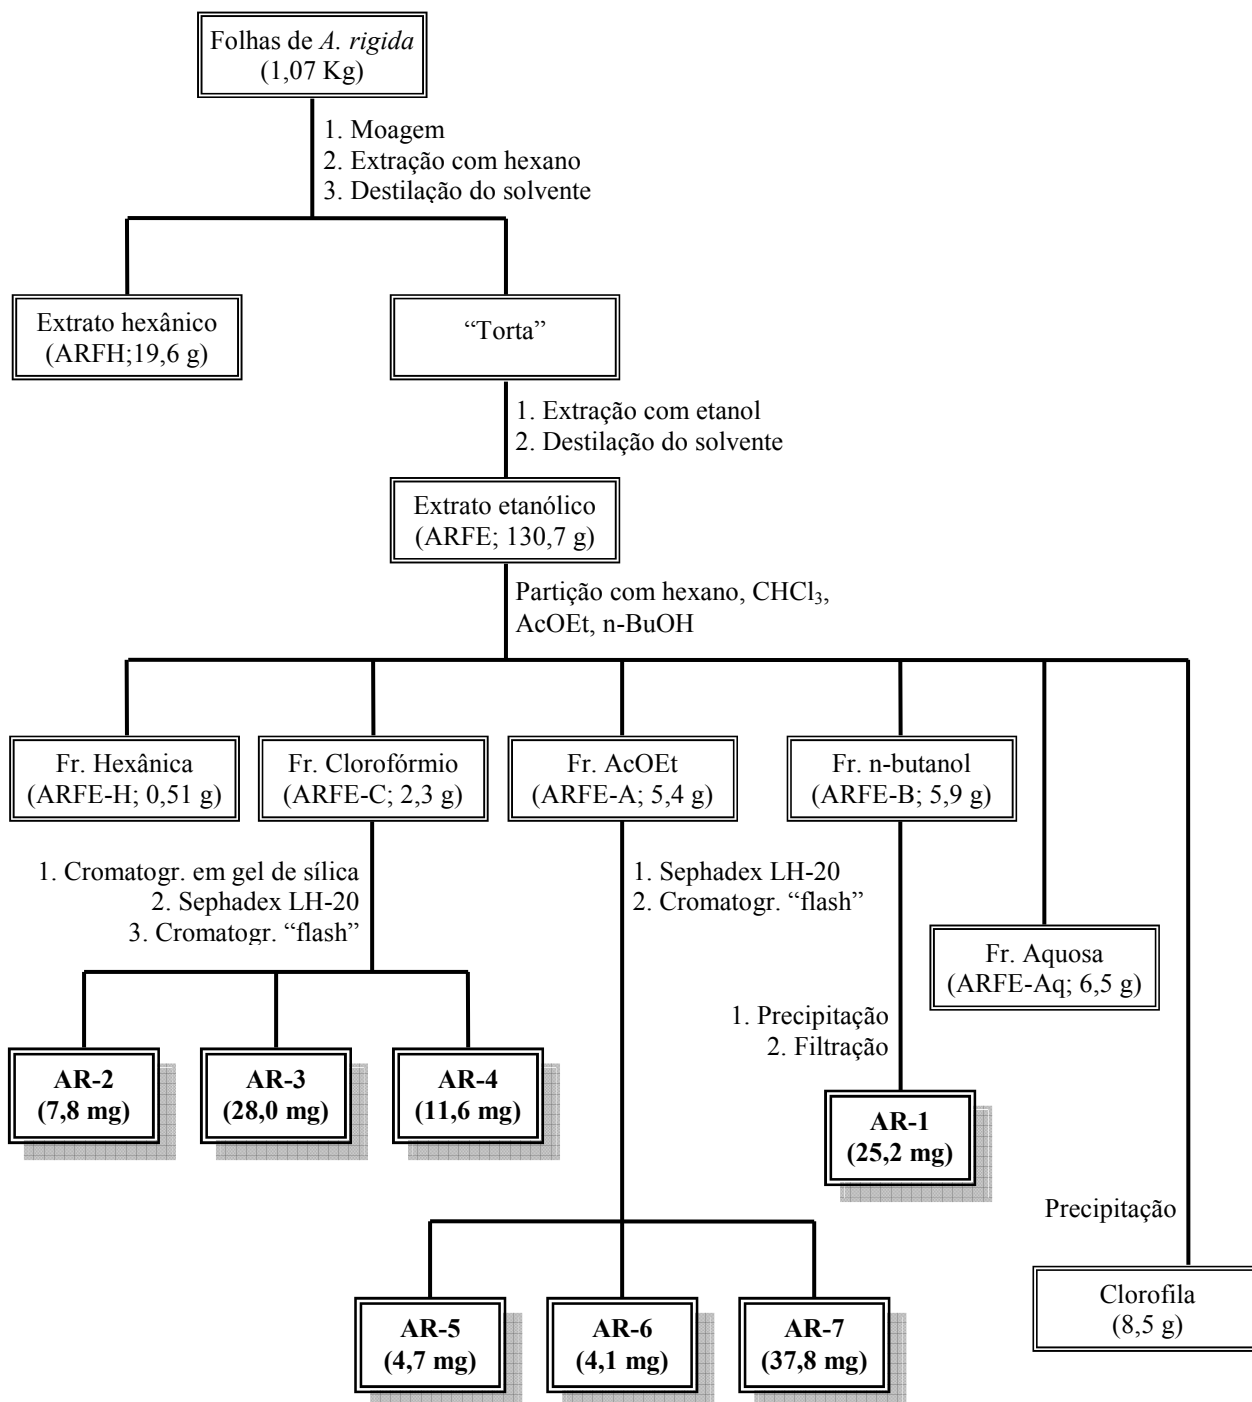 Folhas de A. rigida
(1,07 Kg)
1. Moagem
2. Extração com hexano
3. Destilação do solvente
Extrato hexânico
(ARFH;19,6 g)
“Torta”
1. Extração com etanol
2. Destilação do solvente
Extrato etanólico
(ARFE; 130,7 g)
Partição com hexano, CHCl₃,
AcOEt, n-BuOH
Fr. Hexânica
(ARFE-H; 0,51 g)
Fr. Clorofórmio
(ARFE-C; 2,3 g)
Fr. AcOEt
(ARFE-A; 5,4 g)
Fr. n-butanol
(ARFE-B; 5,9 g)
1. Cromatogr. em gel de sílica
2. Sephadex LH-20
3. Cromatogr. “flash”
1. Sephadex LH-20
2. Cromatogr. “flash”
Fr. Aquosa
(ARFE-Aq; 6,5 g)
1. Precipitação
2. Filtração
AR-2
(7,8 mg)
AR-3
(28,0 mg)
AR-4
(11,6 mg)
AR-1
(25,2 mg)
Precipitação
Clorofila
(8,5 g)
AR-5
(4,7 mg)
AR-6
(4,1 mg)
AR-7
(37,8 mg)